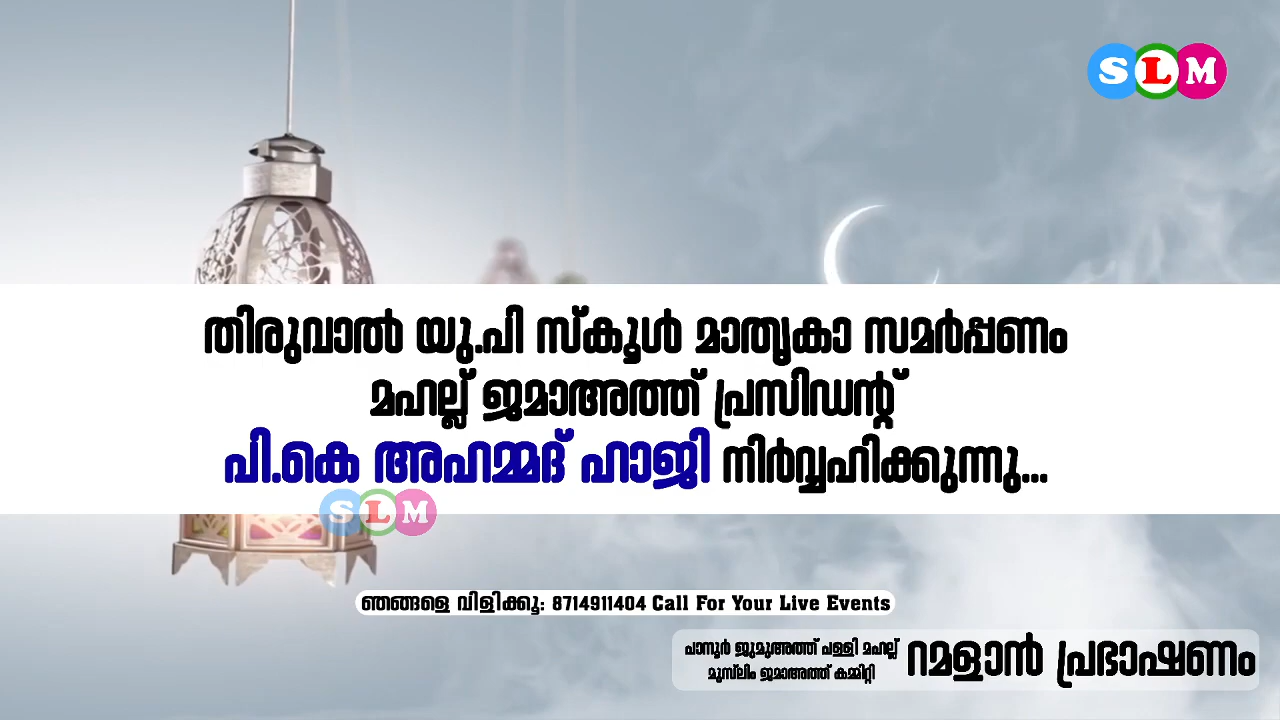 SLM
തിരുവാൽ യു.പി സ്കൂൾ മാതൃകാ സമർപ്പണം
മഹല്ല് ജമാഅത്ത് പ്രസിഡന്റ്
പി.കെ അഹമ്മദ് ഹാജി നിർവ്വഹിക്കുന്നു...
SLM
ഞങ്ങളെ വിളിക്കൂ: 8714911404 Call For Your Live Events
പാനൂർ ജുമുഅത്ത് പള്ളി മഹല്ല്
മുസ്‌ലിം ജമാഅത്ത് കമ്മിറ്റി
റമളാൻ പ്രഭാഷണം